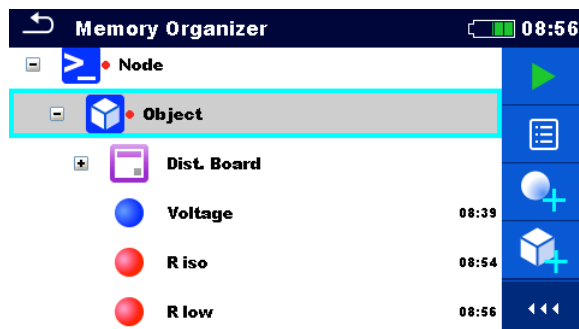 Memory Organizer 08:56
Node
Object
Dist. Board
Voltage 08:39
R iso 08:54
R low 08:56